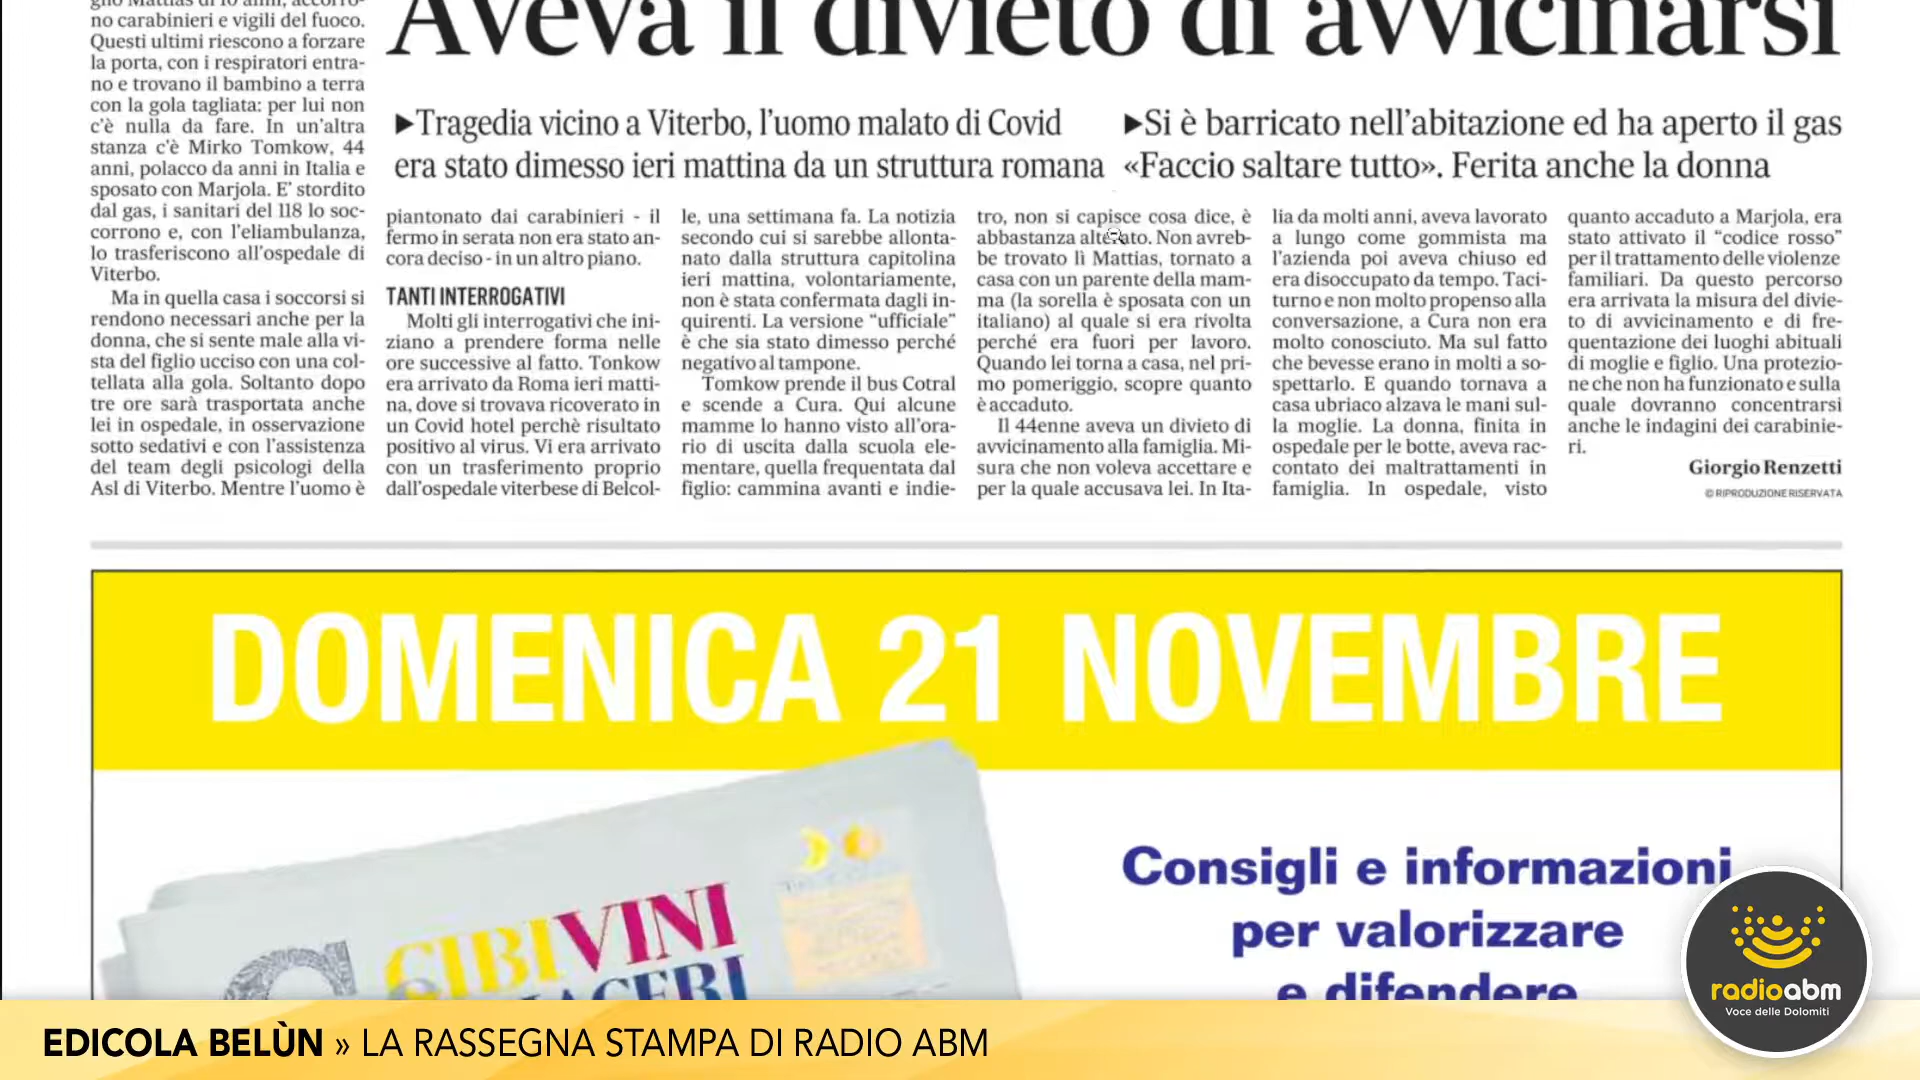 glio Mattias di 10 anni, accorro-
no carabinieri e vigili del fuoco.
Questi ultimi riescono a forzare
la porta, con i respiratori entra-
no e trovano il bambino a terra
con la gola tagliata: per lui non
c'è nulla da fare. In un'altra
stanza c'è Mirko Tomkow, 44
anni, polacco da anni in Italia e
sposato con Marjola. E' stordito
dal gas, i sanitari del 118 lo soc-
corrono e, con l'eliambulanza,
lo trasferiscono all'ospedale di
Viterbo.
Ma in quella casa i soccorsi si
rendono necessari anche per la
donna, che si sente male alla vi-
sta del figlio ucciso con una col-
tellata alla gola. Soltanto dopo
tre ore sarà trasportata anche
lei in ospedale, in osservazione
sotto sedativi e con l'assistenza
del team degli psicologi della
Asl di Viterbo. Mentre l'uomo è
Aveva il divieto di avvicinarsi
▶Tragedia vicino a Viterbo, l'uomo malato di Covid
era stato dimesso ieri mattina da un struttura romana
▶Si è barricato nell'abitazione ed ha aperto il gas
«Faccio saltare tutto». Ferita anche la donna
piantonato dai carabinieri - il
fermo in serata non era stato an-
cora deciso - in un altro piano.
TANTI INTERROGATIVI
Molti gli interrogativi che ini-
ziano a prendere forma nelle
ore successive al fatto. Tonkow
era arrivato da Roma ieri matti-
na, dove si trovava ricoverato in
un Covid hotel perchè risultato
positivo al virus. Vi era arrivato
con un trasferimento proprio
dall'ospedale viterbese di Belcol-
le, una settimana fa. La notizia
secondo cui si sarebbe allonta-
nato dalla struttura capitolina
ieri mattina, volontariamente,
non è stata confermata dagli in-
quirenti. La versione “ufficiale”
è che sia stato dimesso perché
negativo al tampone.
Tomkow prende il bus Cotral
e scende a Cura. Qui alcune
mamme lo hanno visto all'ora-
rio di uscita dalla scuola ele-
mentare, quella frequentata dal
figlio: cammina avanti e indie-
tro, non si capisce cosa dice, è
abbastanza alterato. Non avreb-
be trovato lì Mattias, tornato a
casa con un parente della mam-
ma (la sorella è sposata con un
italiano) al quale si era rivolta
perché era fuori per lavoro.
Quando lei torna a casa, nel pri-
mo pomeriggio, scopre quanto
è accaduto.
Il 44enne aveva un divieto di
avvicinamento alla famiglia. Mi-
sura che non voleva accettare e
per la quale accusava lei. In Ita-
lia da molti anni, aveva lavorato
a lungo come gommista ma
l'azienda poi aveva chiuso ed
era disoccupato da tempo. Taci-
turno e non molto propenso alla
conversazione, a Cura non era
molto conosciuto. Ma sul fatto
che bevesse erano in molti a so-
spettarlo. E quando tornava a
casa ubriaco alzava le mani sul-
la moglie. La donna, finita in
ospedale per le botte, aveva rac-
contato dei maltrattamenti in
famiglia. In ospedale, visto
quanto accaduto a Marjola, era
stato attivato il “codice rosso”
per il trattamento delle violenze
familiari. Da questo percorso
era arrivata la misura del divie-
to di avvicinamento e di fre-
quentazione dei luoghi abituali
di moglie e figlio. Una protezio-
ne che non ha funzionato e sulla
quale dovranno concentrarsi
anche le indagini dei carabinie-
ri.
Giorgio Renzetti
© RIPRODUZIONE RISERVATA
DOMENICA 21 NOVEMBRE
CIBIVINI
Consigli e informazioni
per valorizzare
e difendere
radioabm
Voce delle Dolomiti
EDICOLA BELÙN » LA RASSEGNA STAMPA DI RADIO ABM